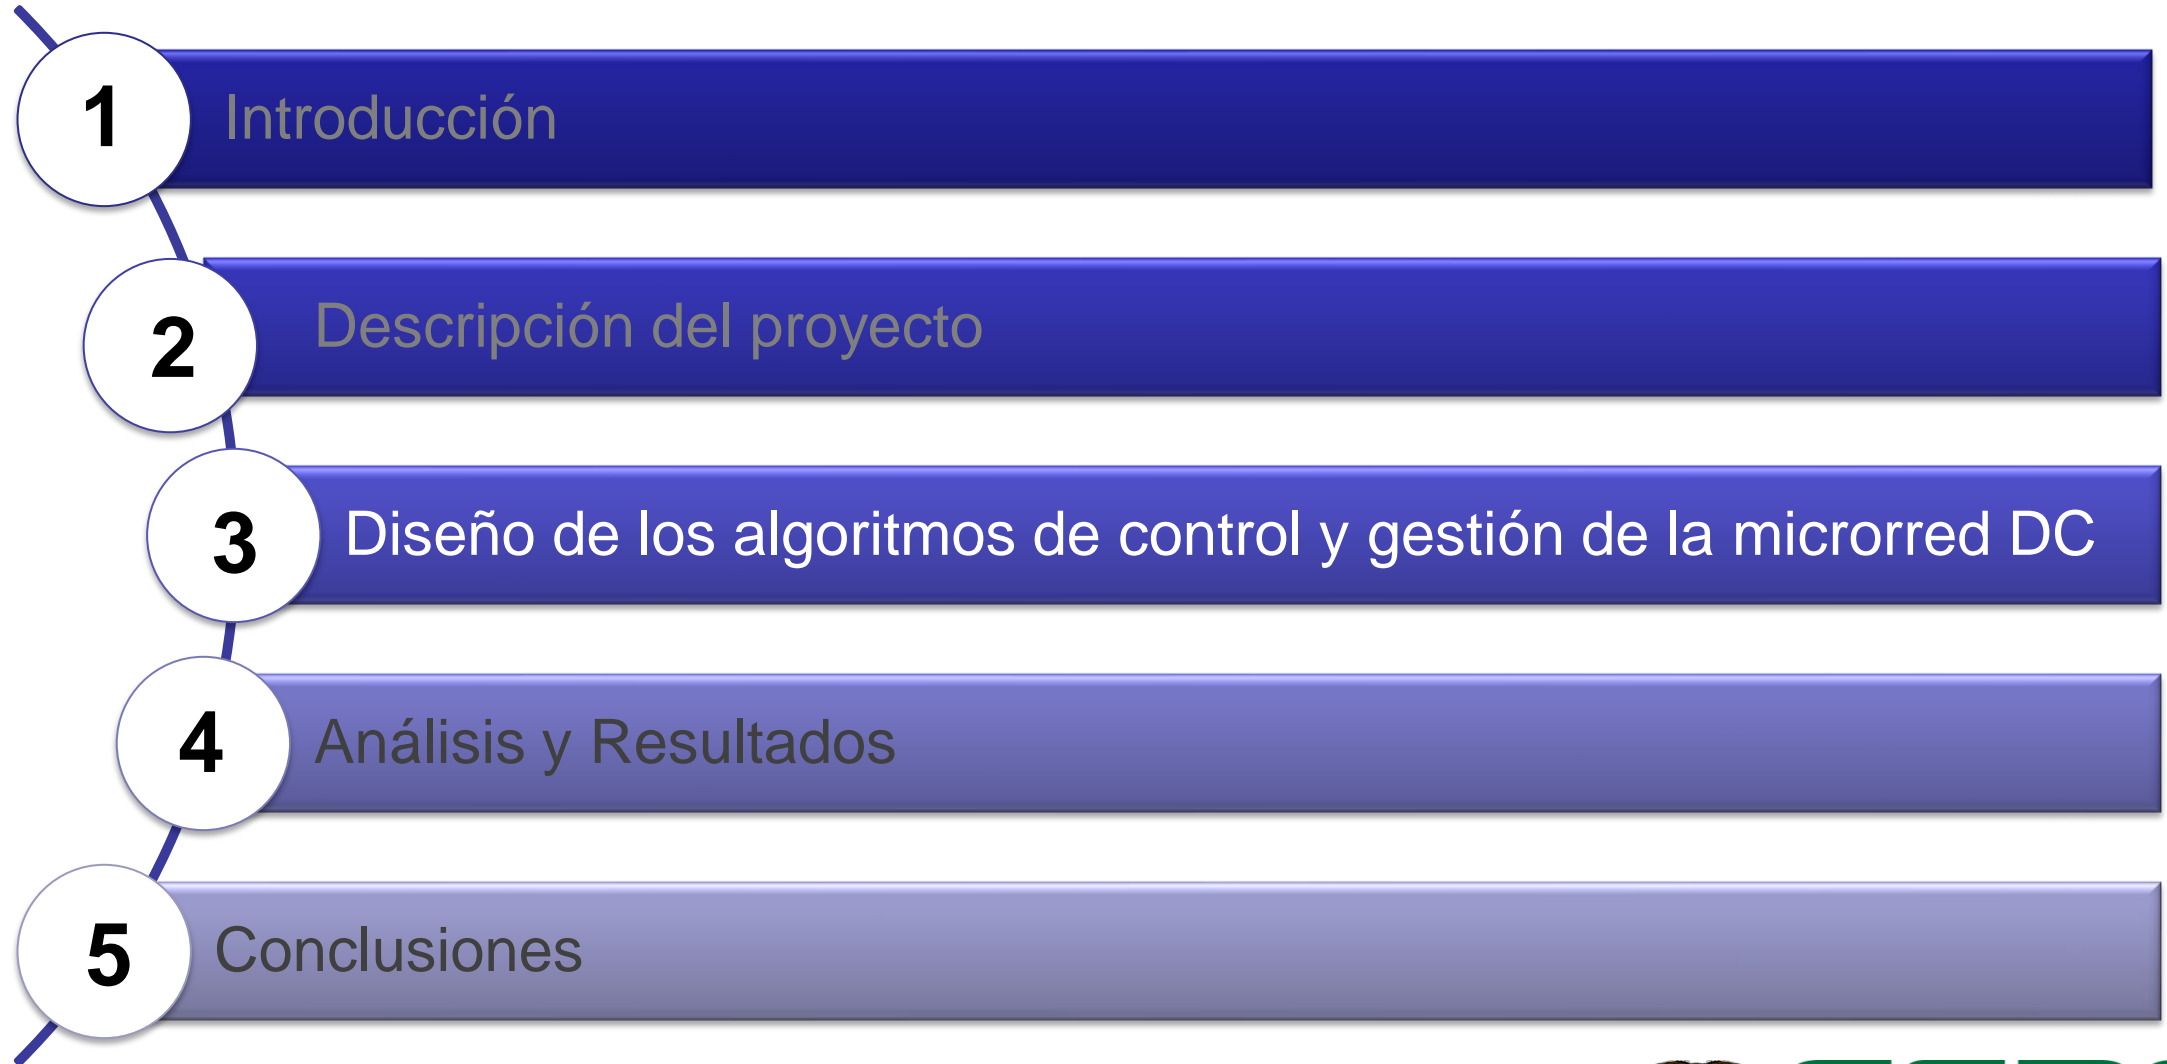 1 Introducción
2 Descripción del proyecto
3 Diseño de los algoritmos de control y gestión de la microrred DC
4 Análisis y Resultados
5 Conclusiones